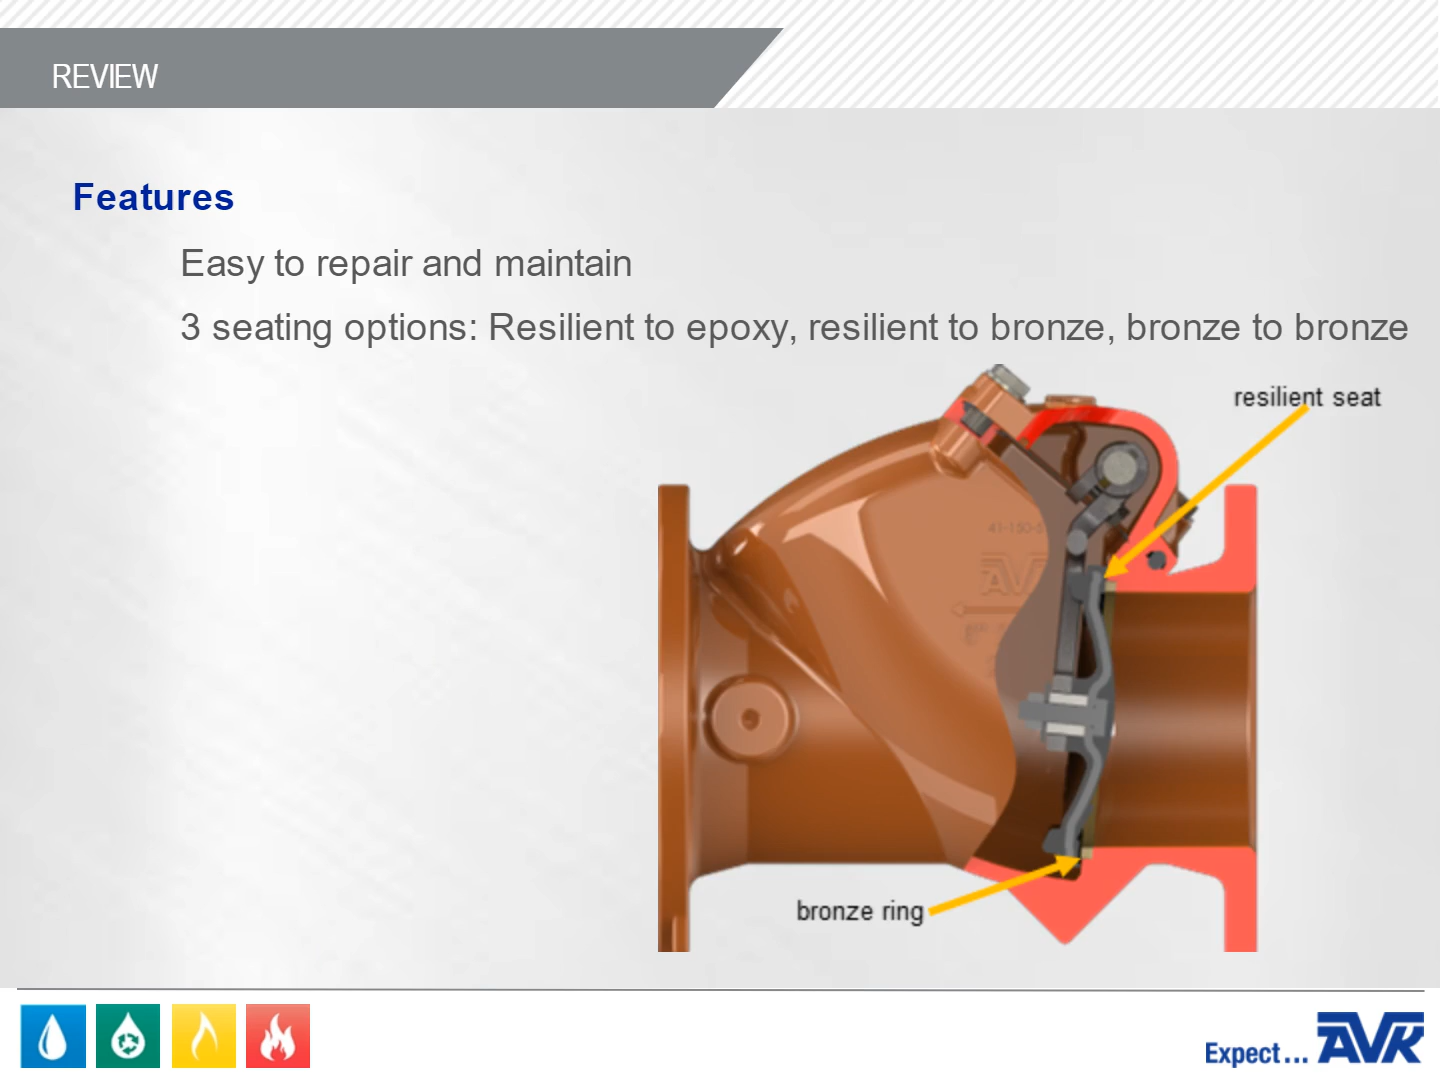 REVIEW
Features
Easy to repair and maintain
3 seating options: Resilient to epoxy, resilient to bronze, bronze to bronze
resilient seat
AVK
bronze ring
Expect... AVK